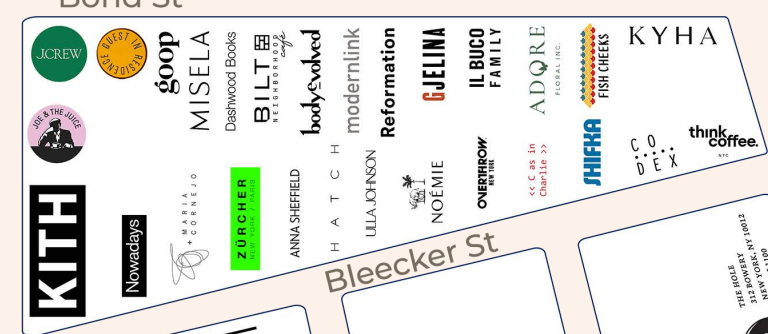 Bond St
J.CREW
GUEST IN RESIDENCE
goop
MISELA
Dashwood Books
BILT
NEIGHBORHOOD
café
bodyevolved
modernlink
Reformation
GJELINA
IL BUCO
FAMILY
ADORE
FLORAL INC.
FISH CHEEKS
KYHA
JOE & THE JUICE
KITH
Nowadays
MARIA
+ CORNEJO
ZÜRCHER
NEW YORK / PARIS
ANNA SHEFFIELD
HATCH
ULLA JOHNSON
NOÉMIE
OVERTHROW
NEW YORK
<< C as in
Charlie >>
SHIFKA
CO..
DEX
think
coffee.
NYC
Bleecker St
THE HOLE
312 BOWERY
NEW YORK, NY 10012